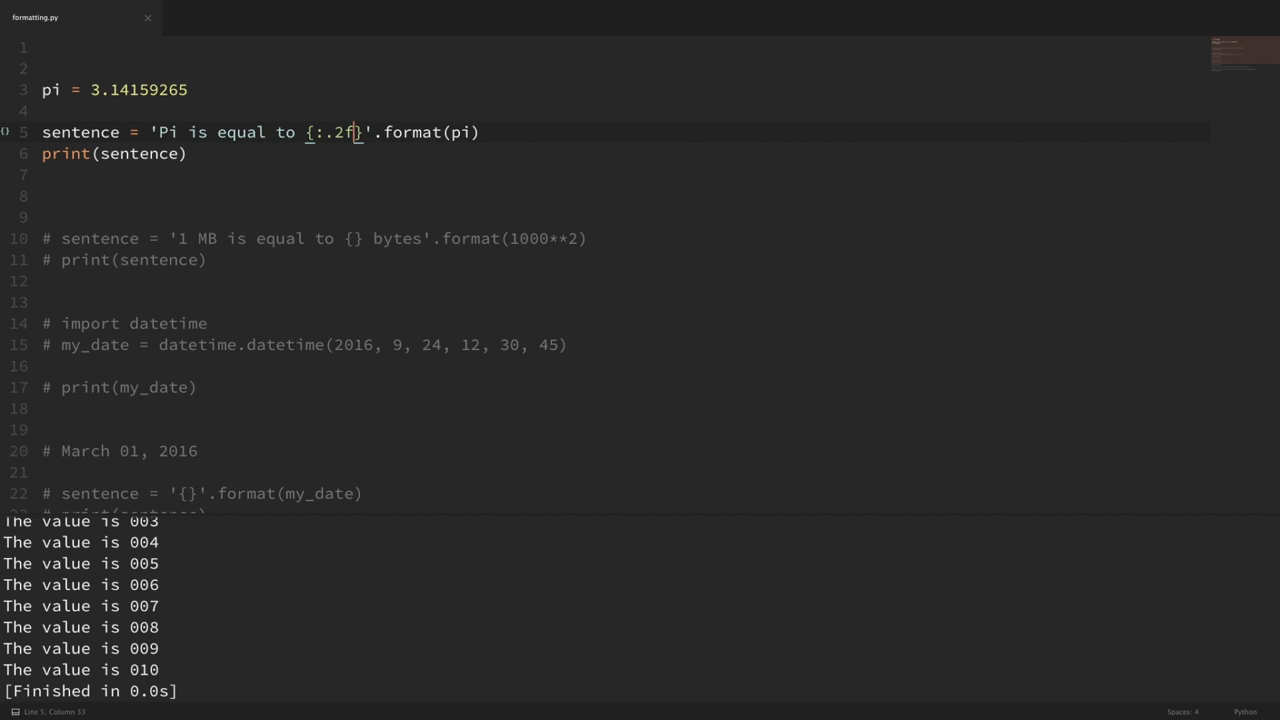 formatting.py
1
2
3 pi = 3.14159265
4
{} 5 sentence = 'Pi is equal to {:.2f}'.format(pi)
6 print(sentence)
7
8
9
10 # sentence = '1 MB is equal to {} bytes'.format(1000**2)
11 # print(sentence)
12
13
14 # import datetime
15 # my_date = datetime.datetime(2016, 9, 24, 12, 30, 45)
16
17 # print(my_date)
18
19
20 # March 01, 2016
21
22 # sentence = '{}'.format(my_date)
23 # print(sentence)
The value is 003
The value is 004
The value is 005
The value is 006
The value is 007
The value is 008
The value is 009
The value is 010
[Finished in 0.0s]
Line 5, Column 33 Spaces: 4 Python